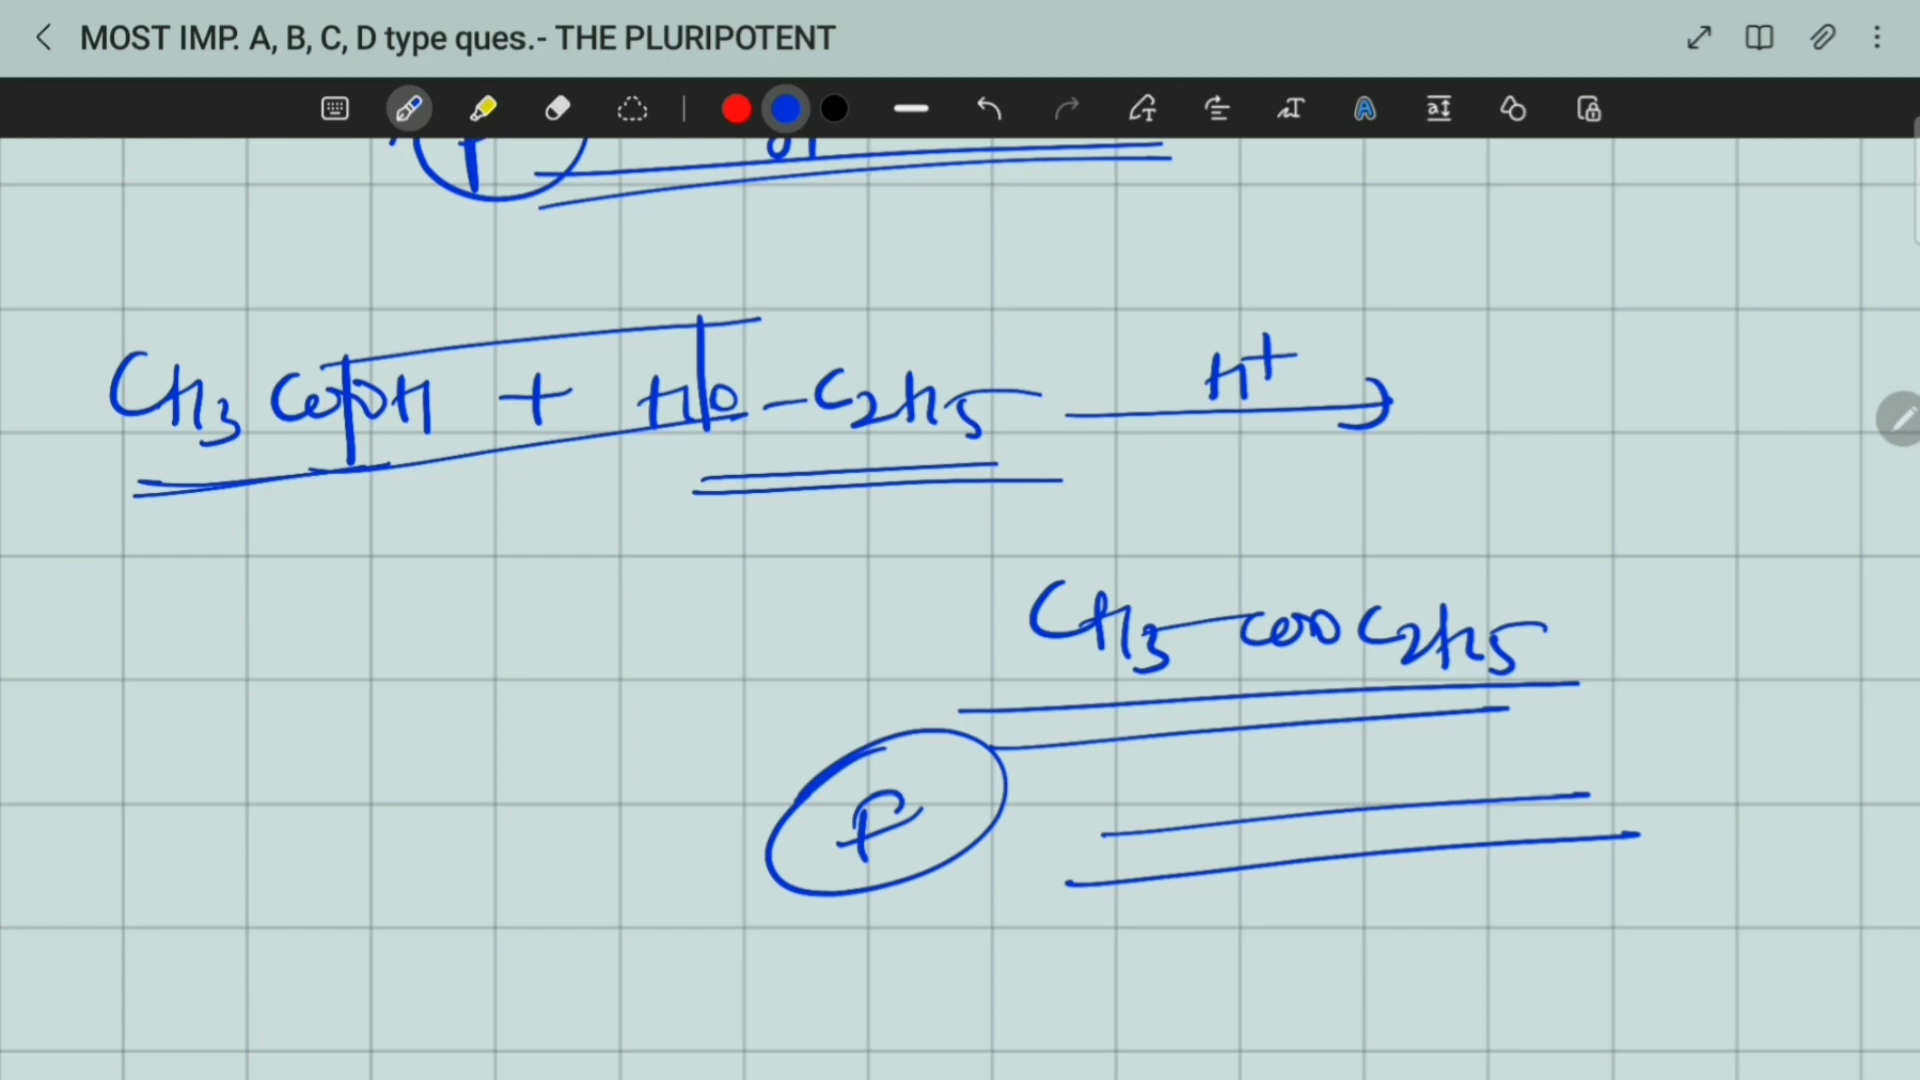 MOST IMP. A, B, C, D type ques.- THE PLURIPOTENT
CH3 COOH + HO-C2H5 H+
CH3-COOC2H5